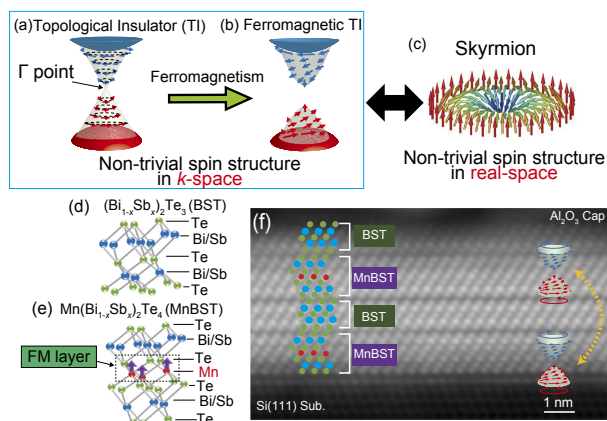 (a)Topological Insulator (TI)
(b) Ferromagnetic TI
Γ point
Ferromagnetism
Non-trivial spin structure
in k-space
(c)
Skyrmion
Non-trivial spin structure
in real-space
(d) (Bi1-xSbx)2Te3 (BST)
Te
Bi/Sb
Te
Bi/Sb
Te
(e) Mn(Bi1-xSbx)2Te4 (MnBST)
Te
Bi/Sb
FM layer
Te
Mn
Te
Bi/Sb
Te
(f)
Al2O3 Cap
BST
MnBST
BST
MnBST
Si(111) Sub.
1 nm